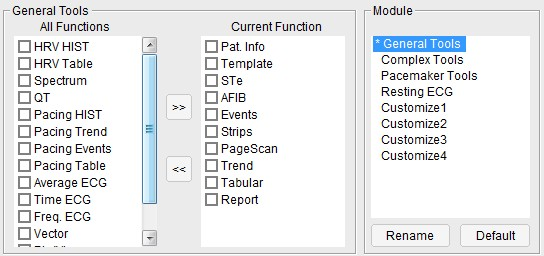 General Tools
All Functions
HRV HIST
HRV Table
Spectrum
QT
Pacing HIST
Pacing Trend
Pacing Events
Pacing Table
Average ECG
Time ECG
Freq. ECG
Vector
>>
<<
Current Function
Pat. Info
Template
STe
AFIB
Events
Strips
PageScan
Trend
Tabular
Report
Module
* General Tools
Complex Tools
Pacemaker Tools
Resting ECG
Customize1
Customize2
Customize3
Customize4
Rename
Default